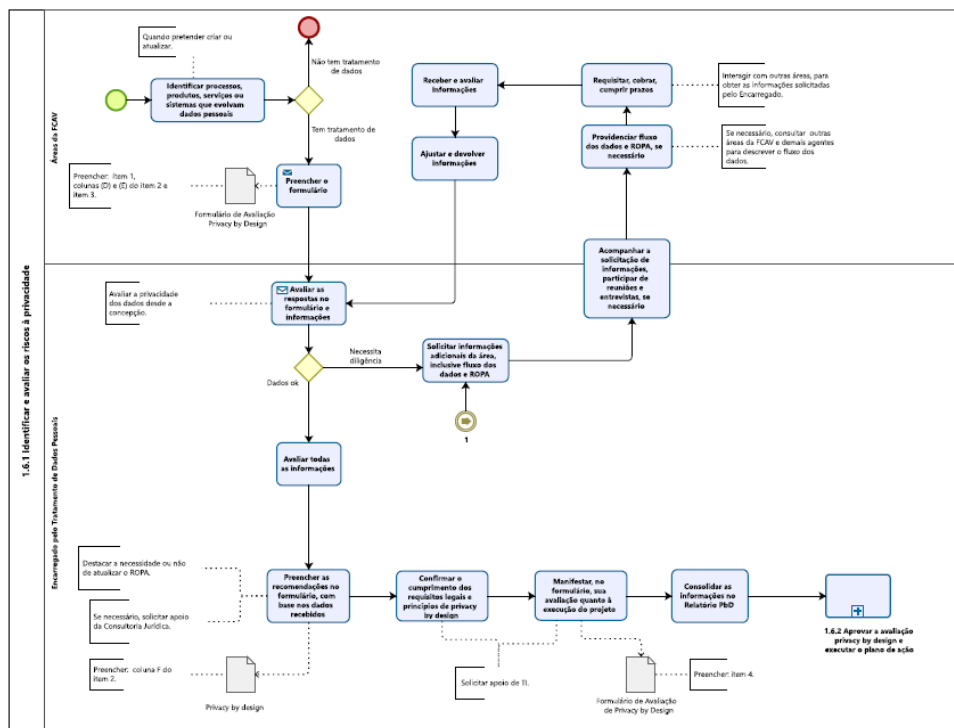 1.6.1 Identificar e avaliar os riscos à privacidade
Áreas da FCAV
Quando pretender criar ou
atualizar.
Identificar processos,
produtos, serviços ou
sistemas que evolvam
dados pessoais
Não tem tratamento
de dados
Tem tratamento de
dados
Preencher: item 1,
colunas (D) e (E) do item 2 e
item 3.
Formulário de Avaliação
Privacy by Design
Preencher o
formulário
Receber e avaliar
informações
Ajustar e devolver
informações
Requisitar, cobrar,
cumprir prazos
Interagir com outras áreas, para
obter as informações solicitadas
pelo Encarregado.
Providenciar fluxo
dos dados e ROPA, se
necessário
Se necessário, consultar outras
áreas da FCAV e demais agentes
para descrever o fluxo dos
dados.
Acompanhar a
solicitação de
informações,
participar de
reuniões e
entrevistas, se
necessário
Encarregado pelo Tratamento de Dados Pessoais
Avaliar a privacidade
dos dados desde a
concepção.
Avaliar as
respostas no
formulário e
informações
Necessita
diligência
Dados ok
Solicitar informações
adicionais da área,
inclusive fluxo dos
dados e ROPA
1
Avaliar todas
as informações
Destacar a necessidade ou não
de atualizar o ROPA.
Se necessário, solicitar apoio
da Consultoria Jurídica.
Preencher: coluna F do
item 2.
Preencher as
recomendações no
formulário, com
base nos dados
recebidos
Privacy by design
Confirmar o
cumprimento dos
requisitos legais e
princípios de privacy
by design
Manifestar, no
formulário, sua
avaliação quanto à
execução do projeto
Consolidar as
informações no
Relatório PbD
1.6.2 Aprovar a avaliação
privacy by design e
executar o plano de ação
Solicitar apoio de TI.
Formulário de Avaliação
de Privacy by Design
Preencher: item 4.